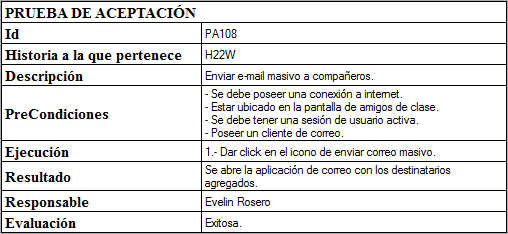 PRUEBA DE ACEPTACIÓN
Id PA108
Historia a la que pertenece H22W
Descripción Enviar e-mail masivo a compañeros.
PreCondiciones - Se debe poseer una conexión a internet.
- Estar ubicado en la pantalla de amigos de clase.
- Se debe tener una sesión de usuario activa.
- Poseer un cliente de correo.
Ejecución 1.- Dar click en el icono de enviar correo masivo.
Resultado Se abre la aplicación de correo con los destinatarios
agregados.
Responsable Evelin Rosero
Evaluación Exitosa.